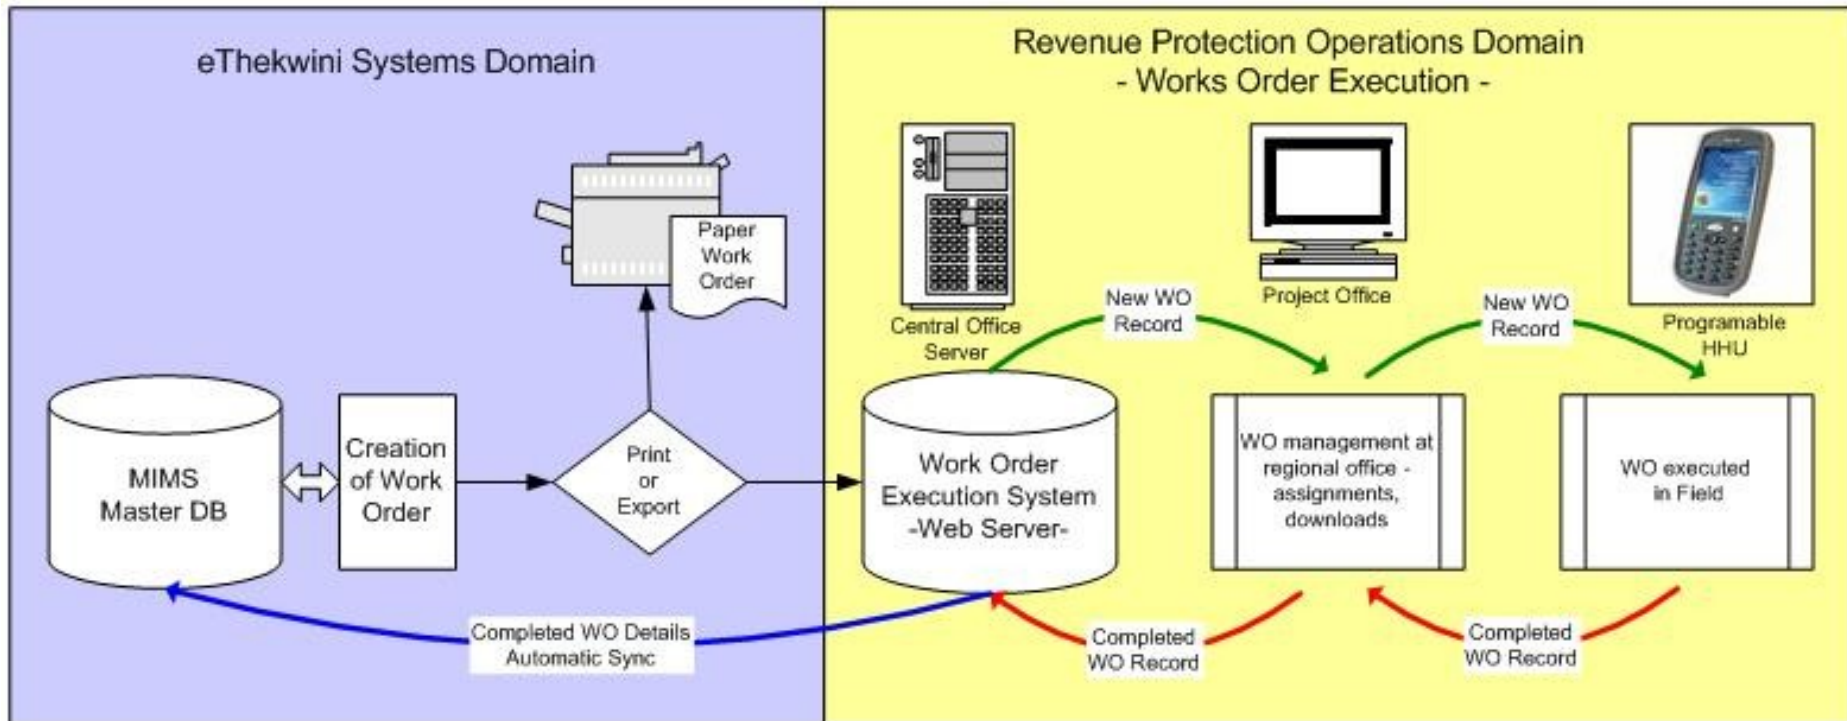 eThekwini Systems Domain
Revenue Protection Operations Domain
- Works Order Execution -
Paper
Work
Order
Central Office
Server
Project Office
Programable
HHU
New WO
Record
New WO
Record
MIMS
Master DB
Creation
of Work
Order
Print
or
Export
Work Order
Execution System
-Web Server-
WO management at
regional office -
assignments,
downloads
WO executed
in Field
Completed WO Details
Automatic Sync
Completed
WO Record
Completed
WO Record